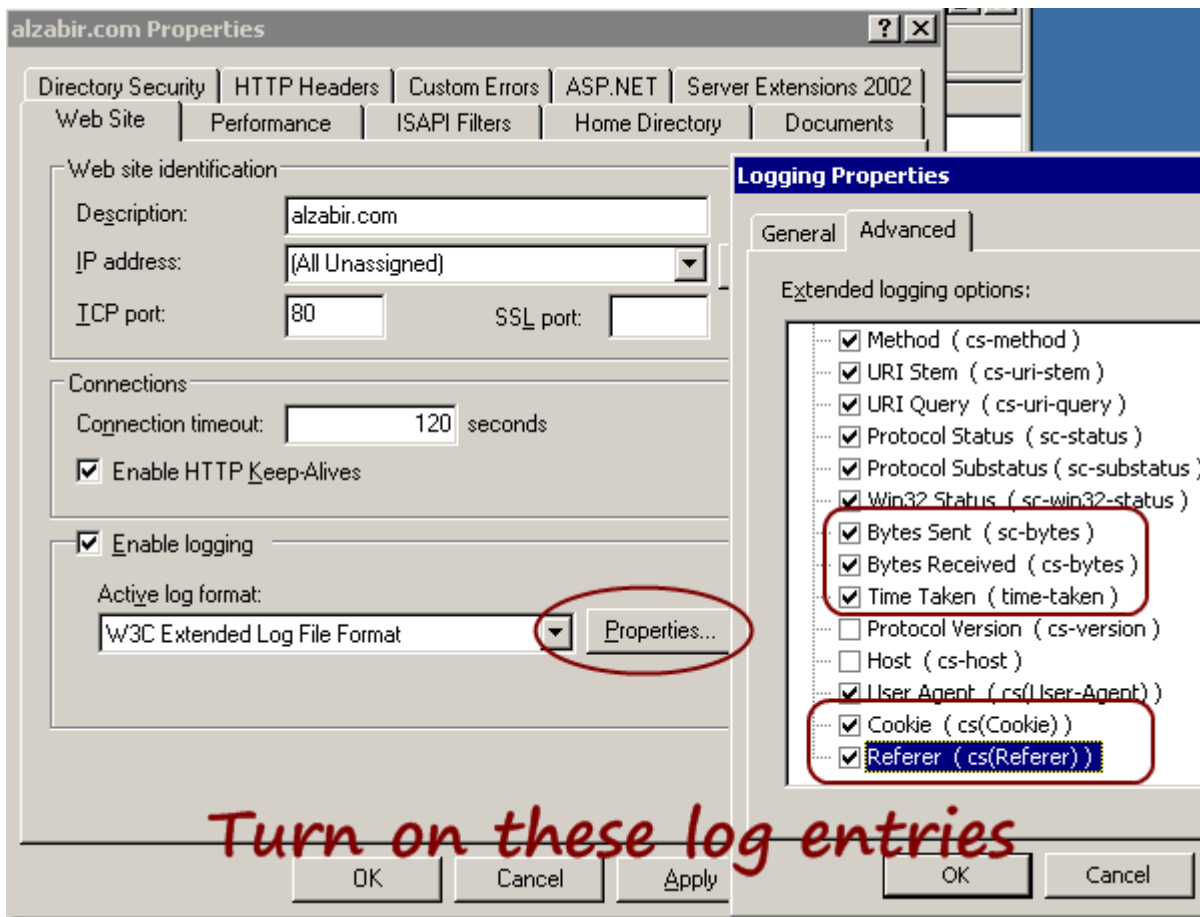 alzabir.com Properties
Directory Security HTTP Headers Custom Errors ASP.NET Server Extensions 2002
Web Site Performance ISAPI Filters Home Directory Documents
Web site identification
Description: alzabir.com
IP address: (All Unassigned)
TCP port: 80 SSL port:
Connections
Connection timeout: 120 seconds
Enable HTTP Keep-Alives
Enable logging
Active log format:
W3C Extended Log File Format Properties...
OK Cancel Apply
Logging Properties
General Advanced
Extended logging options:
Method ( cs-method )
URI Stem ( cs-uri-stem )
URI Query ( cs-uri-query )
Protocol Status ( sc-status )
Protocol Substatus ( sc-substatus )
Win32 Status ( sc-win32-status )
Bytes Sent ( sc-bytes )
Bytes Received ( cs-bytes )
Time Taken ( time-taken )
Protocol Version ( cs-version )
Host ( cs-host )
User Agent ( cs(User-Agent) )
Cookie ( cs(Cookie) )
Referer ( cs(Referer) )
OK Cancel
Turn on these log entries